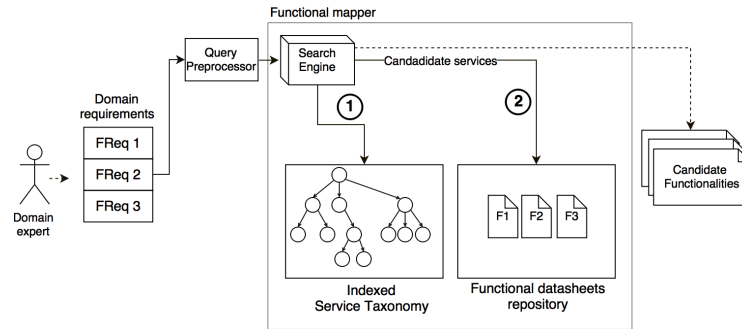 Functional mapper
Query
Preprocessor
Search
Engine
Candadidate services
1
2
Domain
requirements
FReq 1
FReq 2
FReq 3
Domain
expert
Candidate
Functionalities
F1
F2
F3
Indexed
Service Taxonomy
Functional datasheets
repository